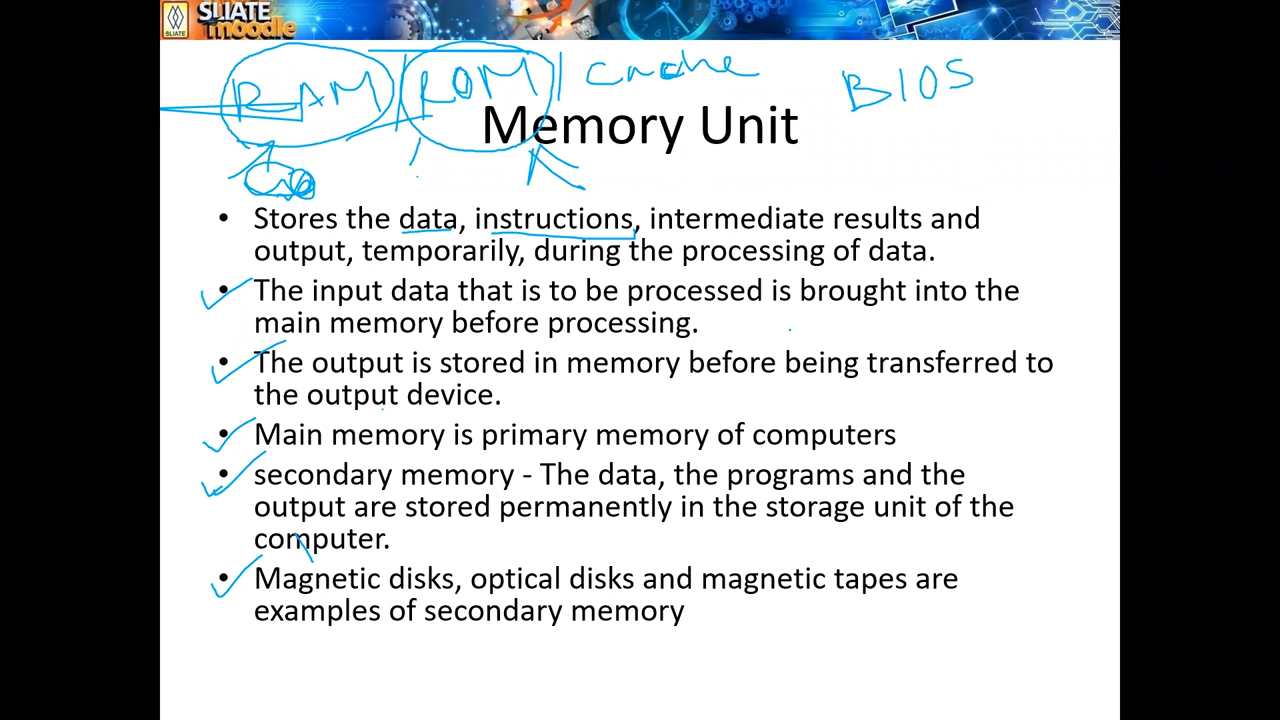 SLIATE
moodle
SLIATE
RAM ROM Cache BIOS
Memory Unit
• Stores the data, instructions, intermediate results and
output, temporarily, during the processing of data.
• The input data that is to be processed is brought into the
main memory before processing.
• The output is stored in memory before being transferred to
the output device.
• Main memory is primary memory of computers
• secondary memory - The data, the programs and the
output are stored permanently in the storage unit of the
computer.
• Magnetic disks, optical disks and magnetic tapes are
examples of secondary memory